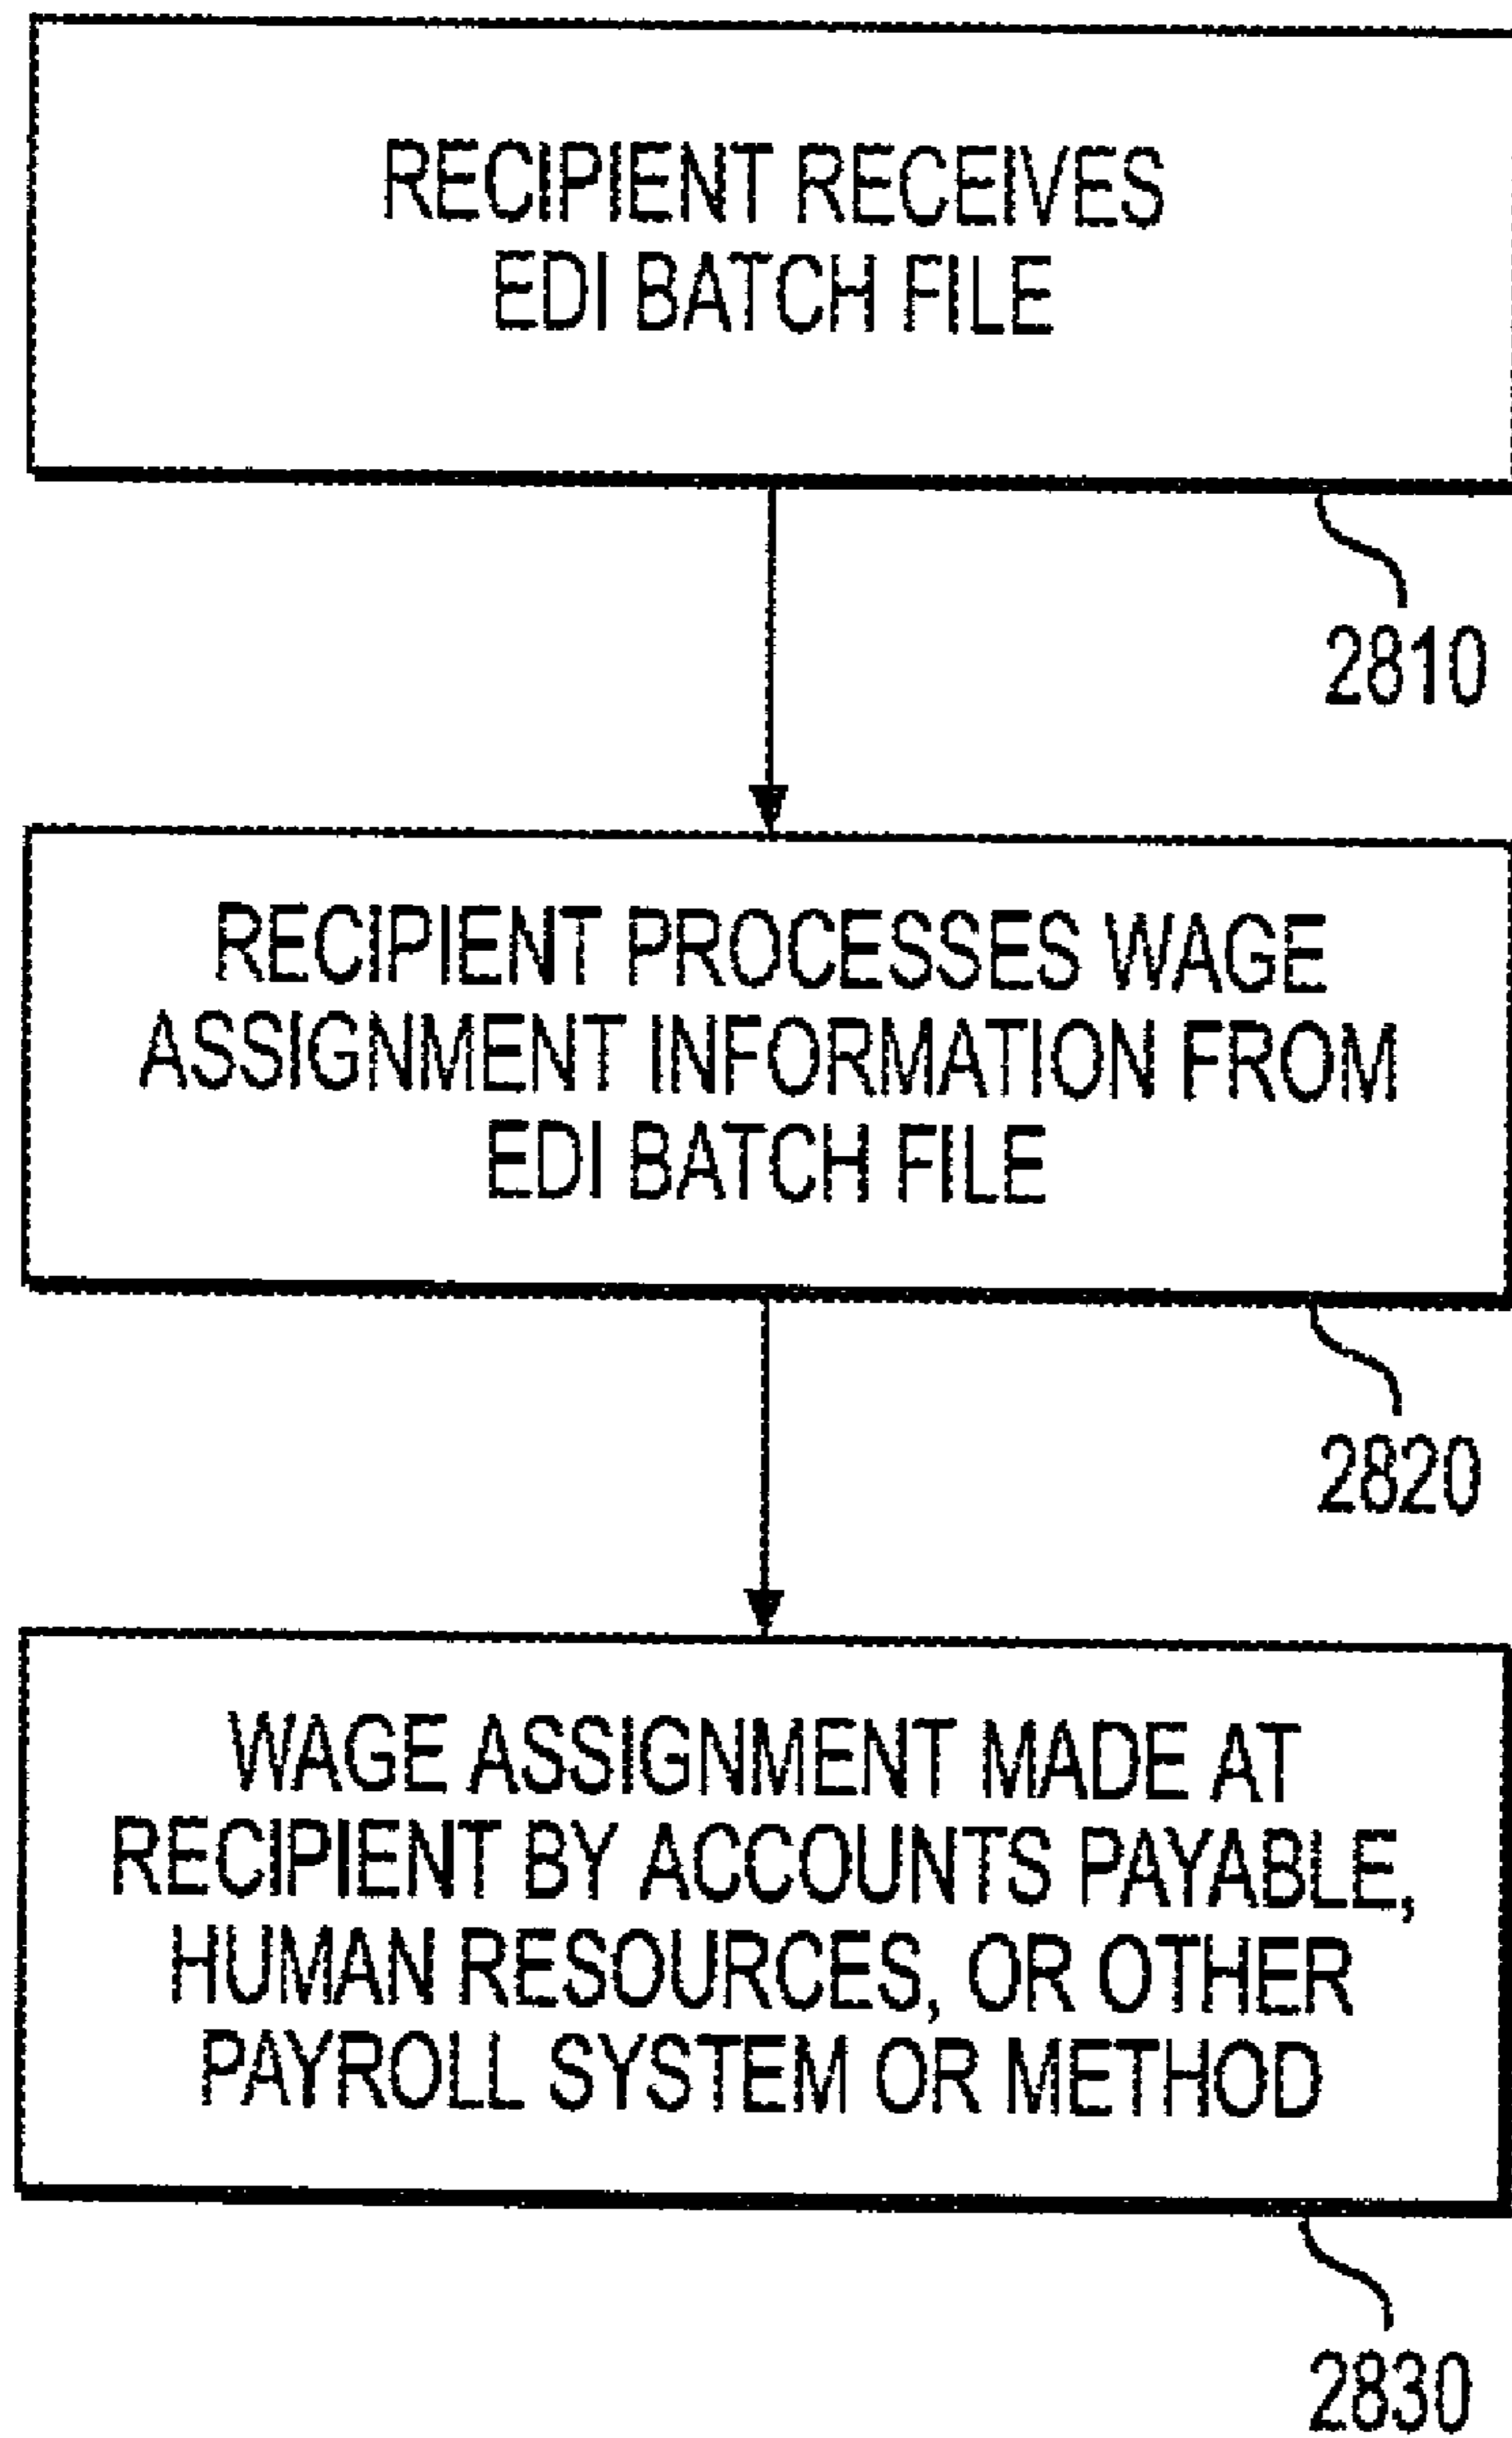 RECIPIENT RECEIVES
EDI BATCH FILE
2810
RECIPIENT PROCESSES WAGE
ASSIGNMENT INFORMATION FROM
EDI BATCH FILE
2820
WAGE ASSIGNMENT MADE AT
RECIPIENT BY ACCOUNTS PAYABLE,
HUMAN RESOURCES, OR OTHER
PAYROLL SYSTEM OR METHOD
2830